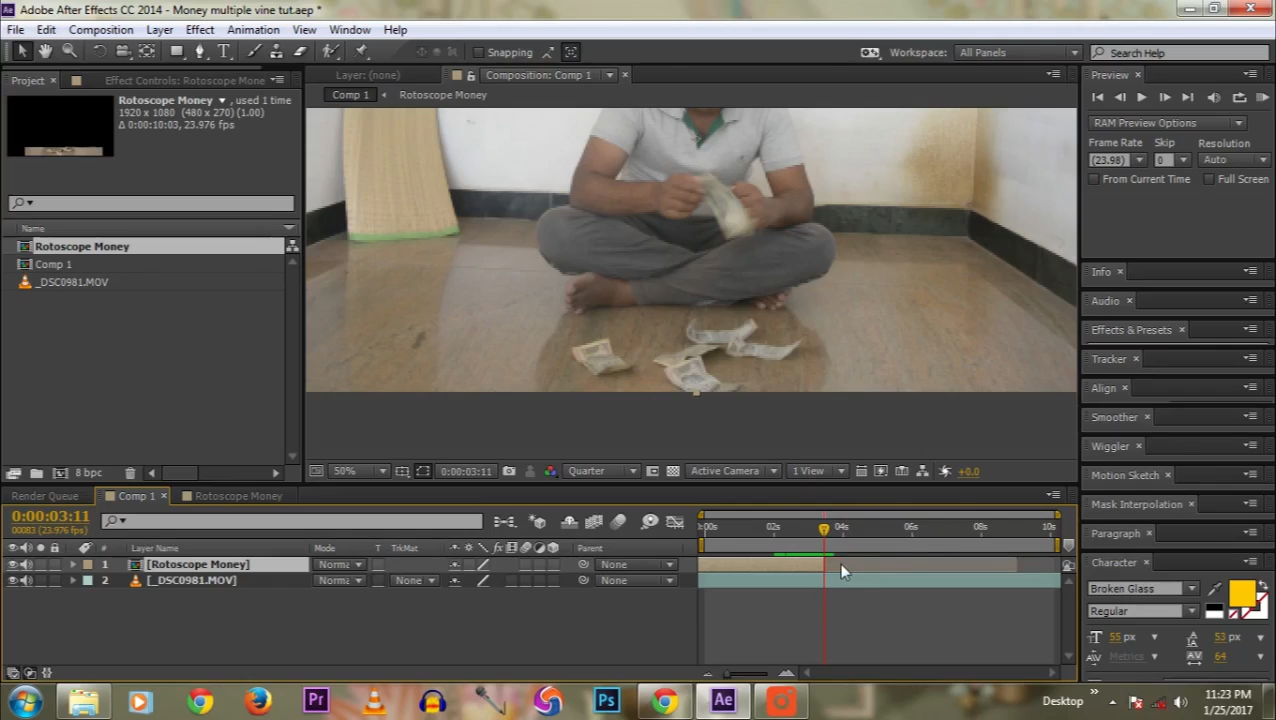 Adobe After Effects CC 2014 - Money multiple vine tut.aep *
File Edit Composition Layer Effect Animation View Window Help
Snapping
Workspace: All Panels
Search Help
Project
Effect Controls: Rotoscope Mone
Rotoscope Money ▼, used 1 time
1920 x 1080 (480 x 270) (1.00)
Δ 0:00:10:03, 23.976 fps
Name
Rotoscope Money
Comp 1
_DSC0981.MOV
8 bpc
Layer: (none)
Composition: Comp 1
Comp 1
Rotoscope Money
50%
0:00:03:11
Quarter
Active Camera
1 View
+0.0
Preview
RAM Preview Options
Frame Rate Skip Resolution
(23.98) 0 Auto
From Current Time Full Screen
Info
Audio
Effects & Presets
Tracker
Align
Smoother
Wiggler
Motion Sketch
Mask Interpolation
Paragraph
Character
Broken Glass
Regular
55 px 53 px
Metrics 64
Render Queue
Comp 1
Rotoscope Money
0:00:03:11
00083 (23.976 fps)
:00s 02s 04s 06s 08s 10s
# Layer Name Mode T TrkMat Parent
1 [Rotoscope Money] Norma None
2 [_DSC0981.MOV] Norma None None
Pr
Ps
Ae
Desktop
11:23 PM
1/25/2017